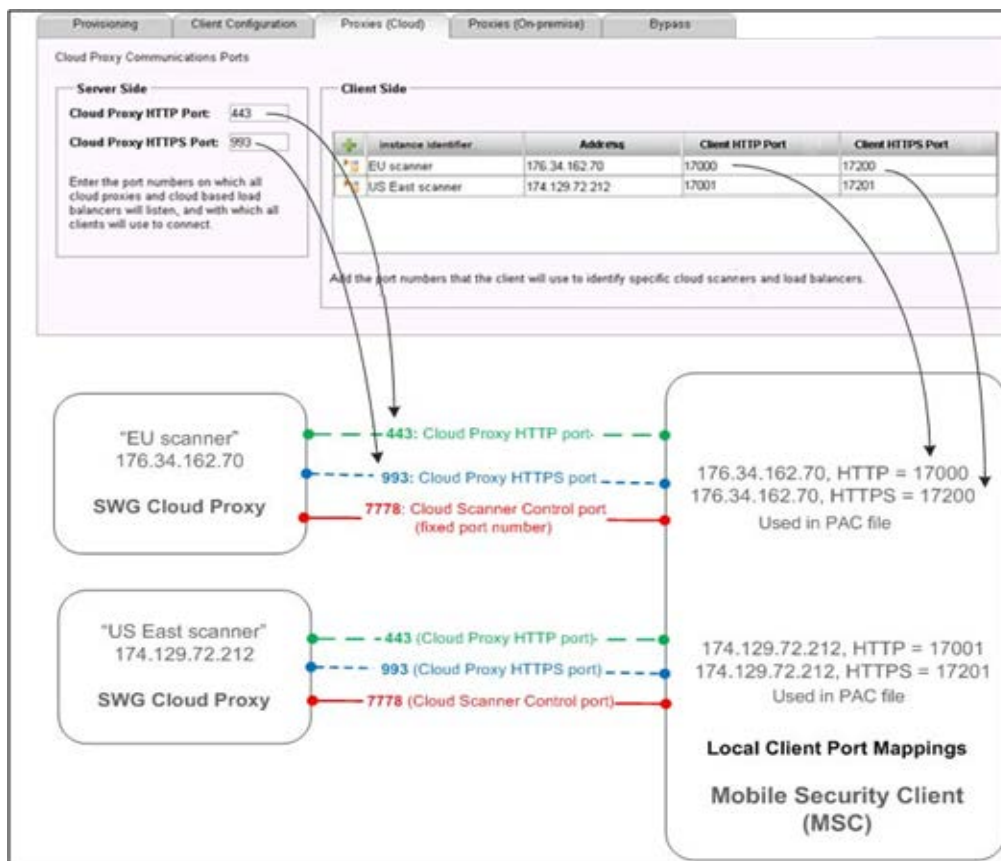 Provisioning
Client Configuration
Proxies (Cloud)
Proxies (On-premise)
Bypass
Cloud Proxy Communications Ports
Server Side
Cloud Proxy HTTP Port: 443
Cloud Proxy HTTPS Port: 993
Enter the port numbers on which all
cloud proxies and cloud based load
balancers will listen, and with which all
clients will use to connect.
Client Side
instance identifier Address Client HTTP Port Client HTTPS Port
EU scanner 176.34.162.70 17000 17200
US East scanner 174.129.72.212 17001 17201
Add the port numbers that the client will use to identify specific cloud scanners and load balancers.
"EU scanner"
176.34.162.70
SWG Cloud Proxy
443: Cloud Proxy HTTP port
993: Cloud Proxy HTTPS port
7778: Cloud Scanner Control port
(fixed port number)
176.34.162.70, HTTP = 17000
176.34.162.70, HTTPS = 17200
Used in PAC file
"US East scanner"
174.129.72.212
SWG Cloud Proxy
443 (Cloud Proxy HTTP port)
993 (Cloud Proxy HTTPS port)
7778 (Cloud Scanner Control port)
174.129.72.212, HTTP = 17001
174.129.72.212, HTTPS = 17201
Used in PAC file
Local Client Port Mappings
Mobile Security Client
(MSC)